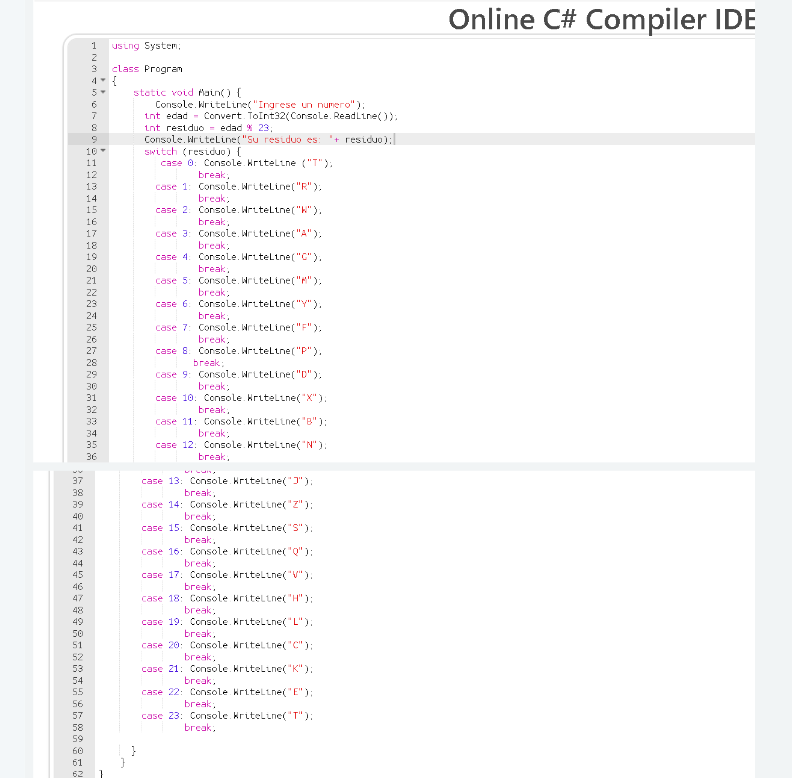 Online C# Compiler IDE
1 using System;
2
3 class Program
4 {
5 static void Main() {
6 Console.WriteLine("Ingrese un numero");
7 int edad = Convert.ToInt32(Console.ReadLine());
8 int residuo = edad % 23;
9 Console.WriteLine("Su residuo es: "+ residuo);
10 switch (residuo) {
11 case 0: Console.WriteLine ("T");
12 break;
13 case 1: Console.WriteLine("R");
14 break;
15 case 2: Console.WriteLine("W");
16 break;
17 case 3: Console.WriteLine("A");
18 break;
19 case 4: Console.WriteLine("G");
20 break;
21 case 5: Console.WriteLine("M");
22 break;
23 case 6: Console.WriteLine("Y");
24 break;
25 case 7: Console.WriteLine("F");
26 break;
27 case 8: Console.WriteLine("P");
28 break;
29 case 9: Console.WriteLine("D");
30 break;
31 case 10: Console.WriteLine("X");
32 break;
33 case 11: Console.WriteLine("B");
34 break;
35 case 12: Console.WriteLine("N");
36 break;
37 case 13: Console.WriteLine("J");
38 break;
39 case 14: Console.WriteLine("Z");
40 break;
41 case 15: Console.WriteLine("S");
42 break;
43 case 16: Console.WriteLine("Q");
44 break;
45 case 17: Console.WriteLine("V");
46 break;
47 case 18: Console.WriteLine("H");
48 break;
49 case 19: Console.WriteLine("L");
50 break;
51 case 20: Console.WriteLine("C");
52 break;
53 case 21: Console.WriteLine("K");
54 break;
55 case 22: Console.WriteLine("E");
56 break;
57 case 23: Console.WriteLine("T");
58 break;
59
60 }
61 }
62 }